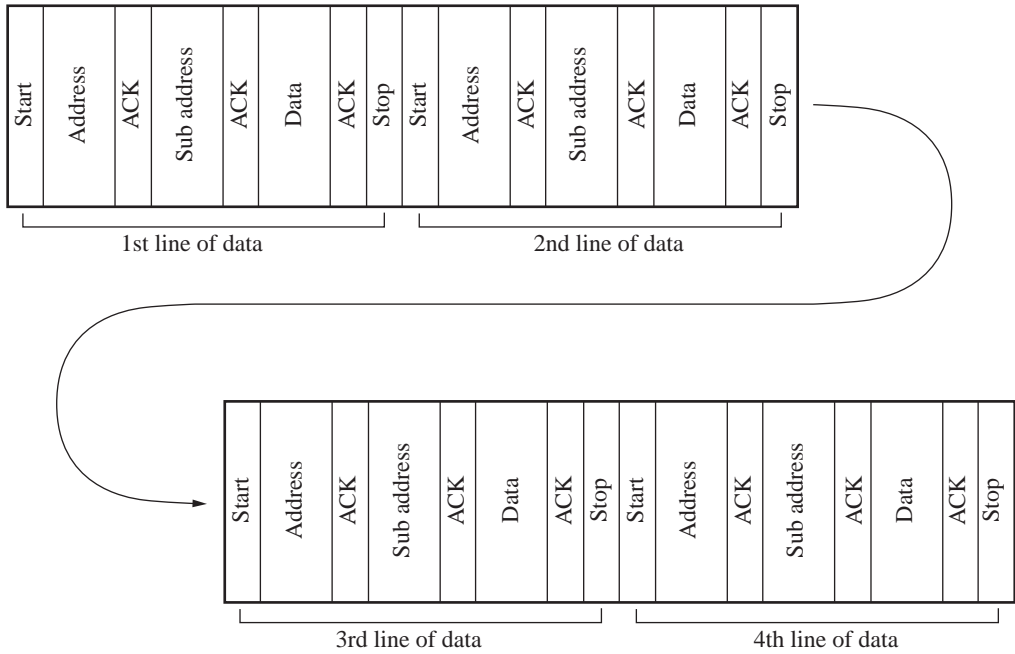 Start Address ACK Sub address ACK Data ACK Stop Start Address ACK Sub address ACK Data ACK Stop
1st line of data 2nd line of data
Start Address ACK Sub address ACK Data ACK Stop Start Address ACK Sub address ACK Data ACK Stop
3rd line of data 4th line of data